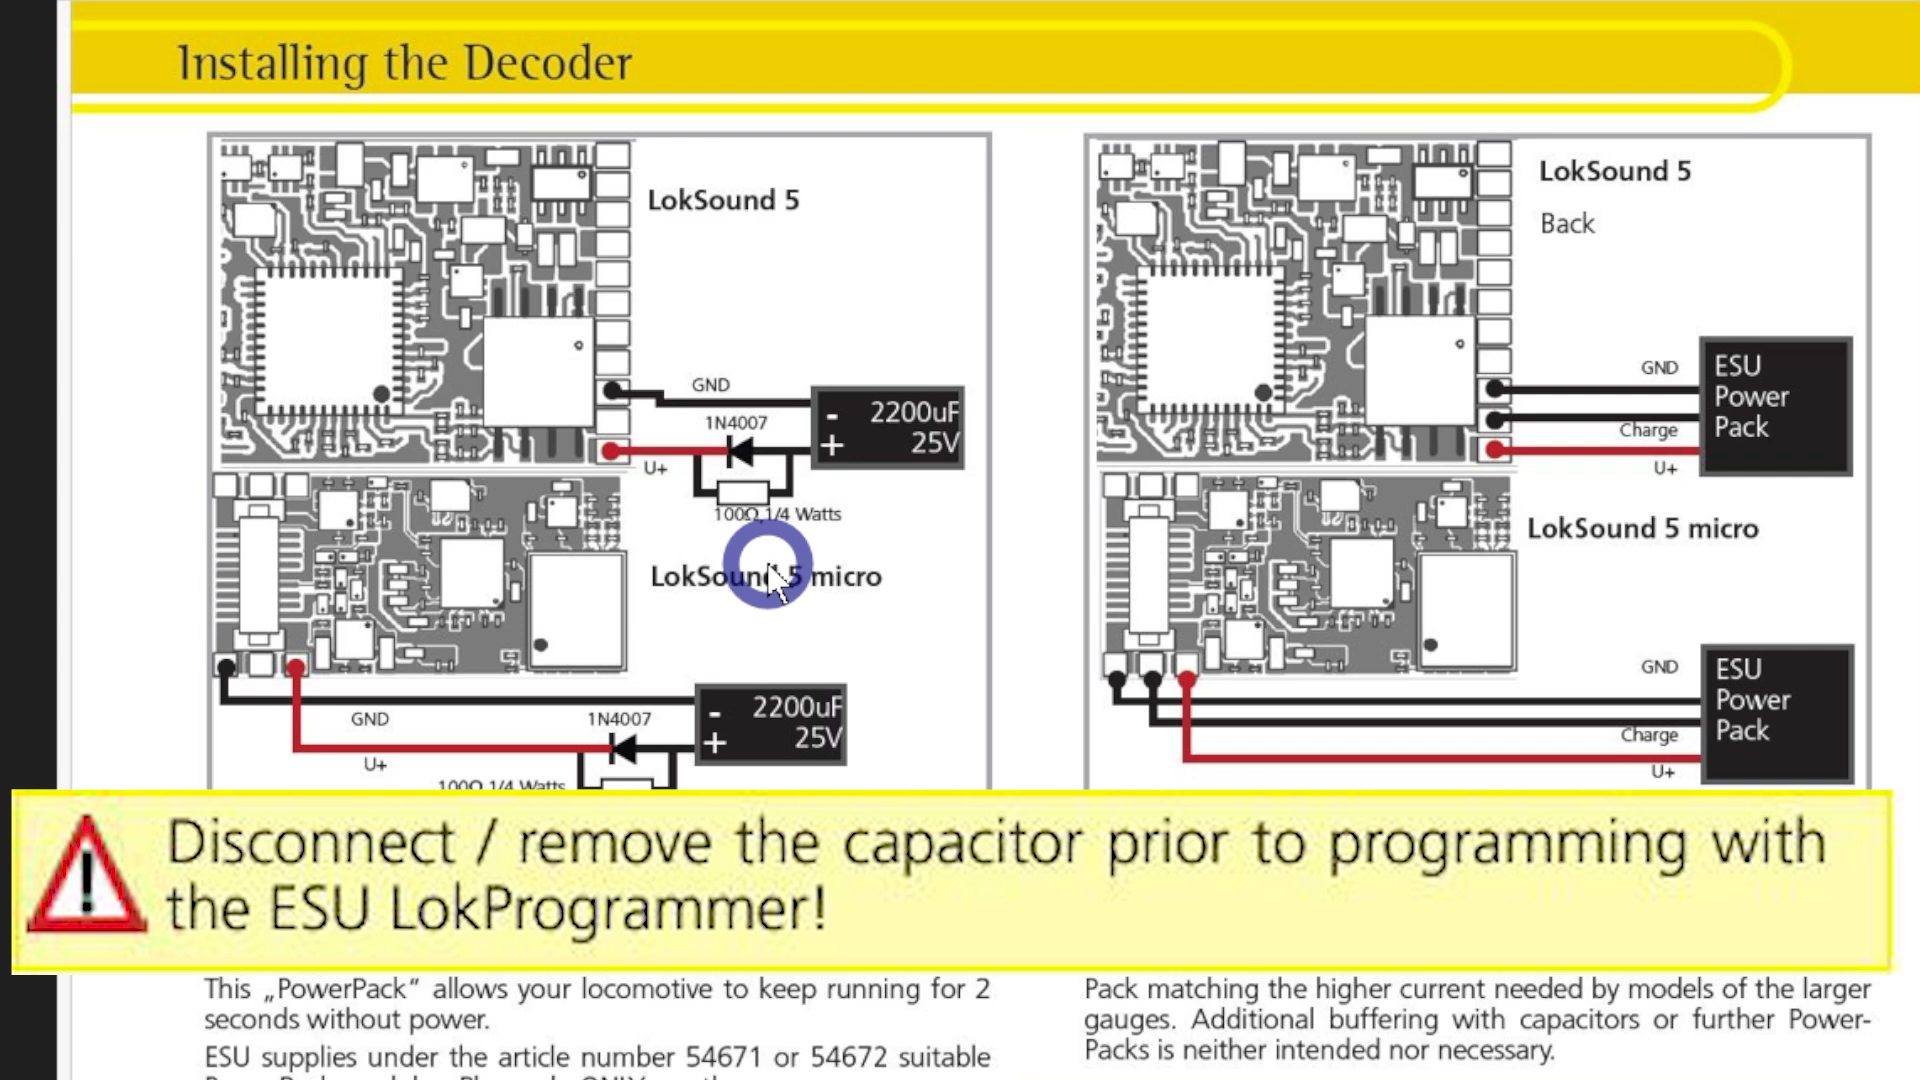 Installing the Decoder
LokSound 5
GND
1N4007
- 2200uF
+ 25V
U+
100Ω,1/4 Watts
LokSound 5 micro
GND
1N4007
- 2200uF
+ 25V
U+
100Ω 1/4 Watts
LokSound 5
Back
GND
Charge
U+
ESU
Power
Pack
LokSound 5 micro
GND
Charge
U+
ESU
Power
Pack
Disconnect / remove the capacitor prior to programming with
the ESU LokProgrammer!
This „PowerPack“ allows your locomotive to keep running for 2
seconds without power.
ESU supplies under the article number 54671 or 54672 suitable
Pack matching the higher current needed by models of the larger
gauges. Additional buffering with capacitors or further Power-
Packs is neither intended nor necessary.